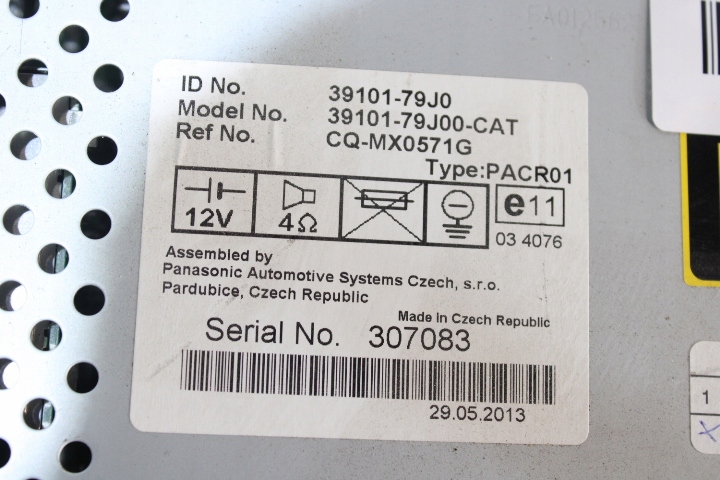 ID No. 39101-79J0
Model No. 39101-79J00-CAT
Ref No. CQ-MX0571G
Type:PACR01
12V 4Ω e11
03 4076
Assembled by
Panasonic Automotive Systems Czech, s.r.o.
Pardubice, Czech Republic
Made in Czech Republic
Serial No. 307083
29.05.2013
1